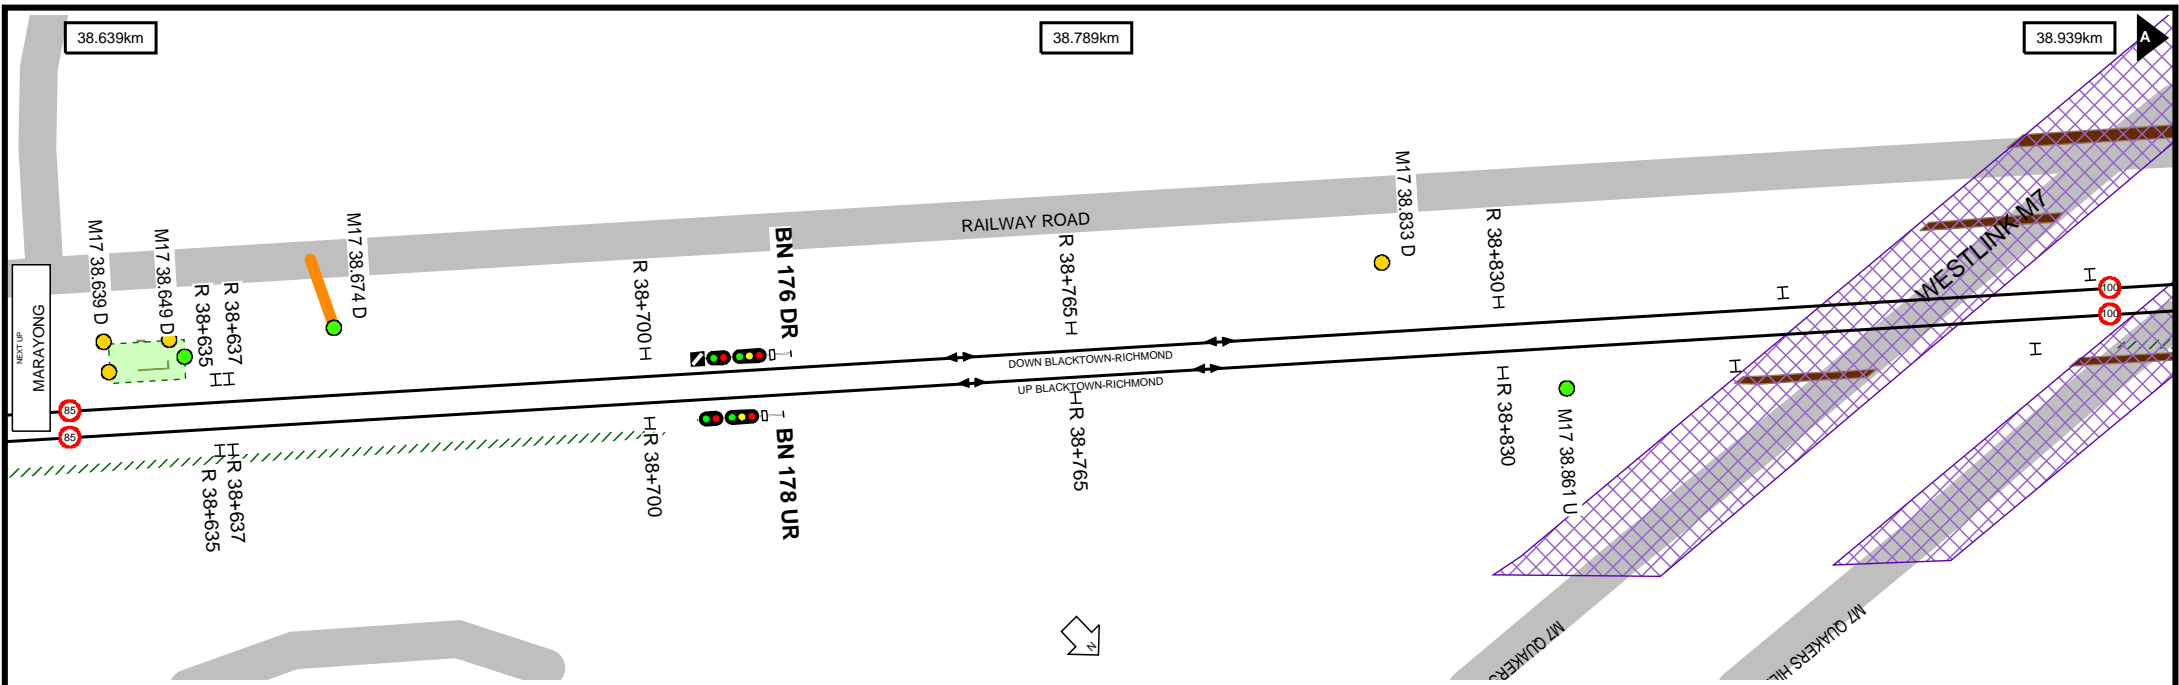 38.639km
38.789km
38.939km
A
NEXT UP
MARAYONG
M17 38.639 D
M17 38.649 D
R 38+635
R 38+637
M17 38.674 D
R 38+700
BN 176 DR
RAILWAY ROAD
R 38+765
M17 38.833 D
R 38+830
WESTLINK M7
100
100
DOWN BLACKTOWN-RICHMOND
UP BLACKTOWN-RICHMOND
85
85
R 38+635
R 38+637
R 38+700
BN 178 UR
R 38+765
R 38+830
M17 38.861 U
N
M7 QUAKERS
M7 QUAKERS HIL